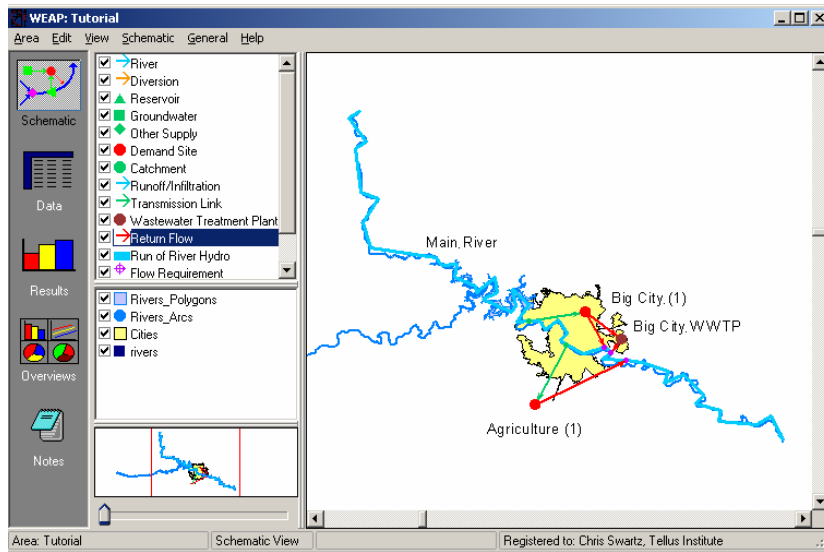 WEAP: Tutorial
Area Edit View Schematic General Help
Schematic
Data
Results
Overviews
Notes
River
Diversion
Reservoir
Groundwater
Other Supply
Demand Site
Catchment
Runoff/Infiltration
Transmission Link
Wastewater Treatment Plant
Return Flow
Run of River Hydro
Flow Requirement
Rivers_Polygons
Rivers_Arcs
Cities
rivers
Main River
Big City (1)
Big City WWTP
Agriculture (1)
Area: Tutorial
Schematic View
Registered to: Chris Swartz, Tellus Institute